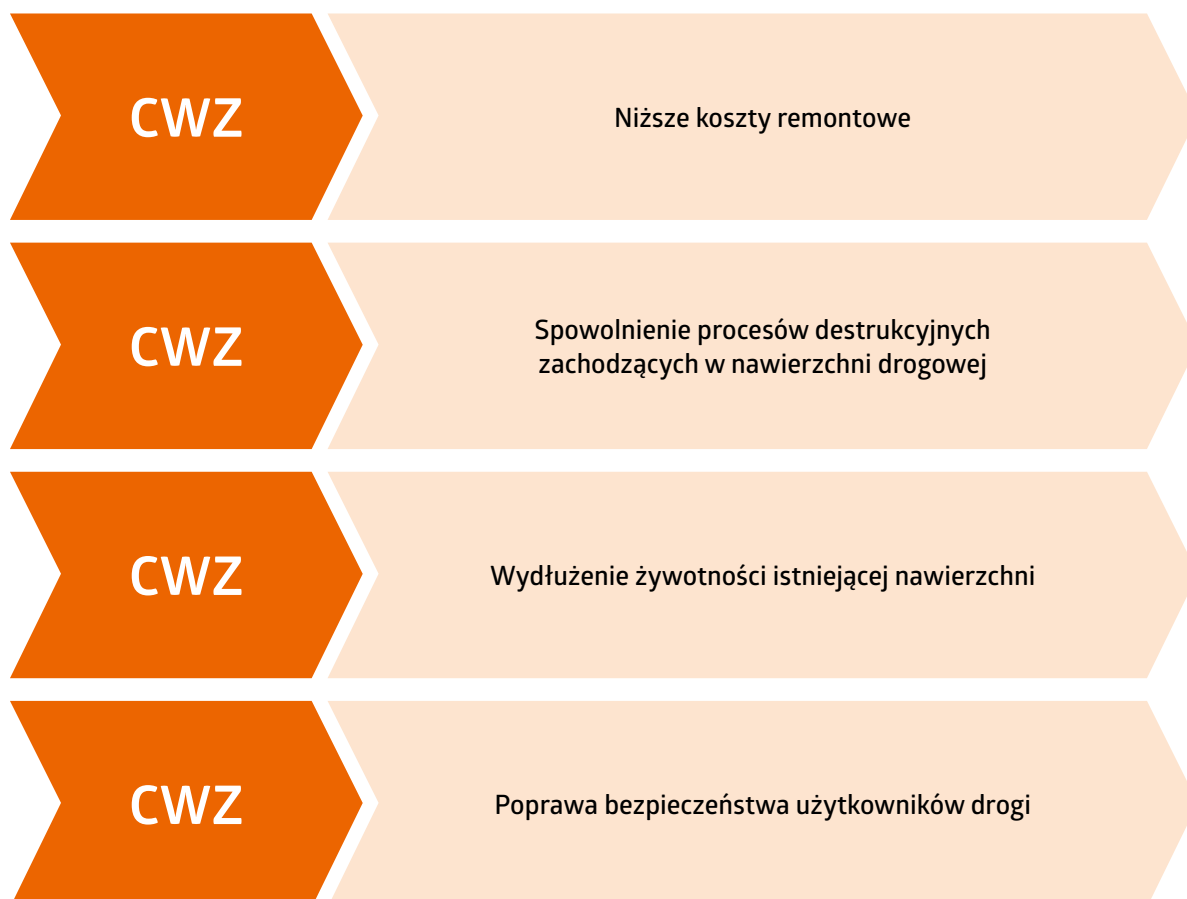 CWZ
Niższe koszty remontowe
CWZ
Spowolnienie procesów destrukcyjnych
zachodzących w nawierzchni drogowej
CWZ
Wydłużenie żywotności istniejącej nawierzchni
CWZ
Poprawa bezpieczeństwa użytkowników drogi